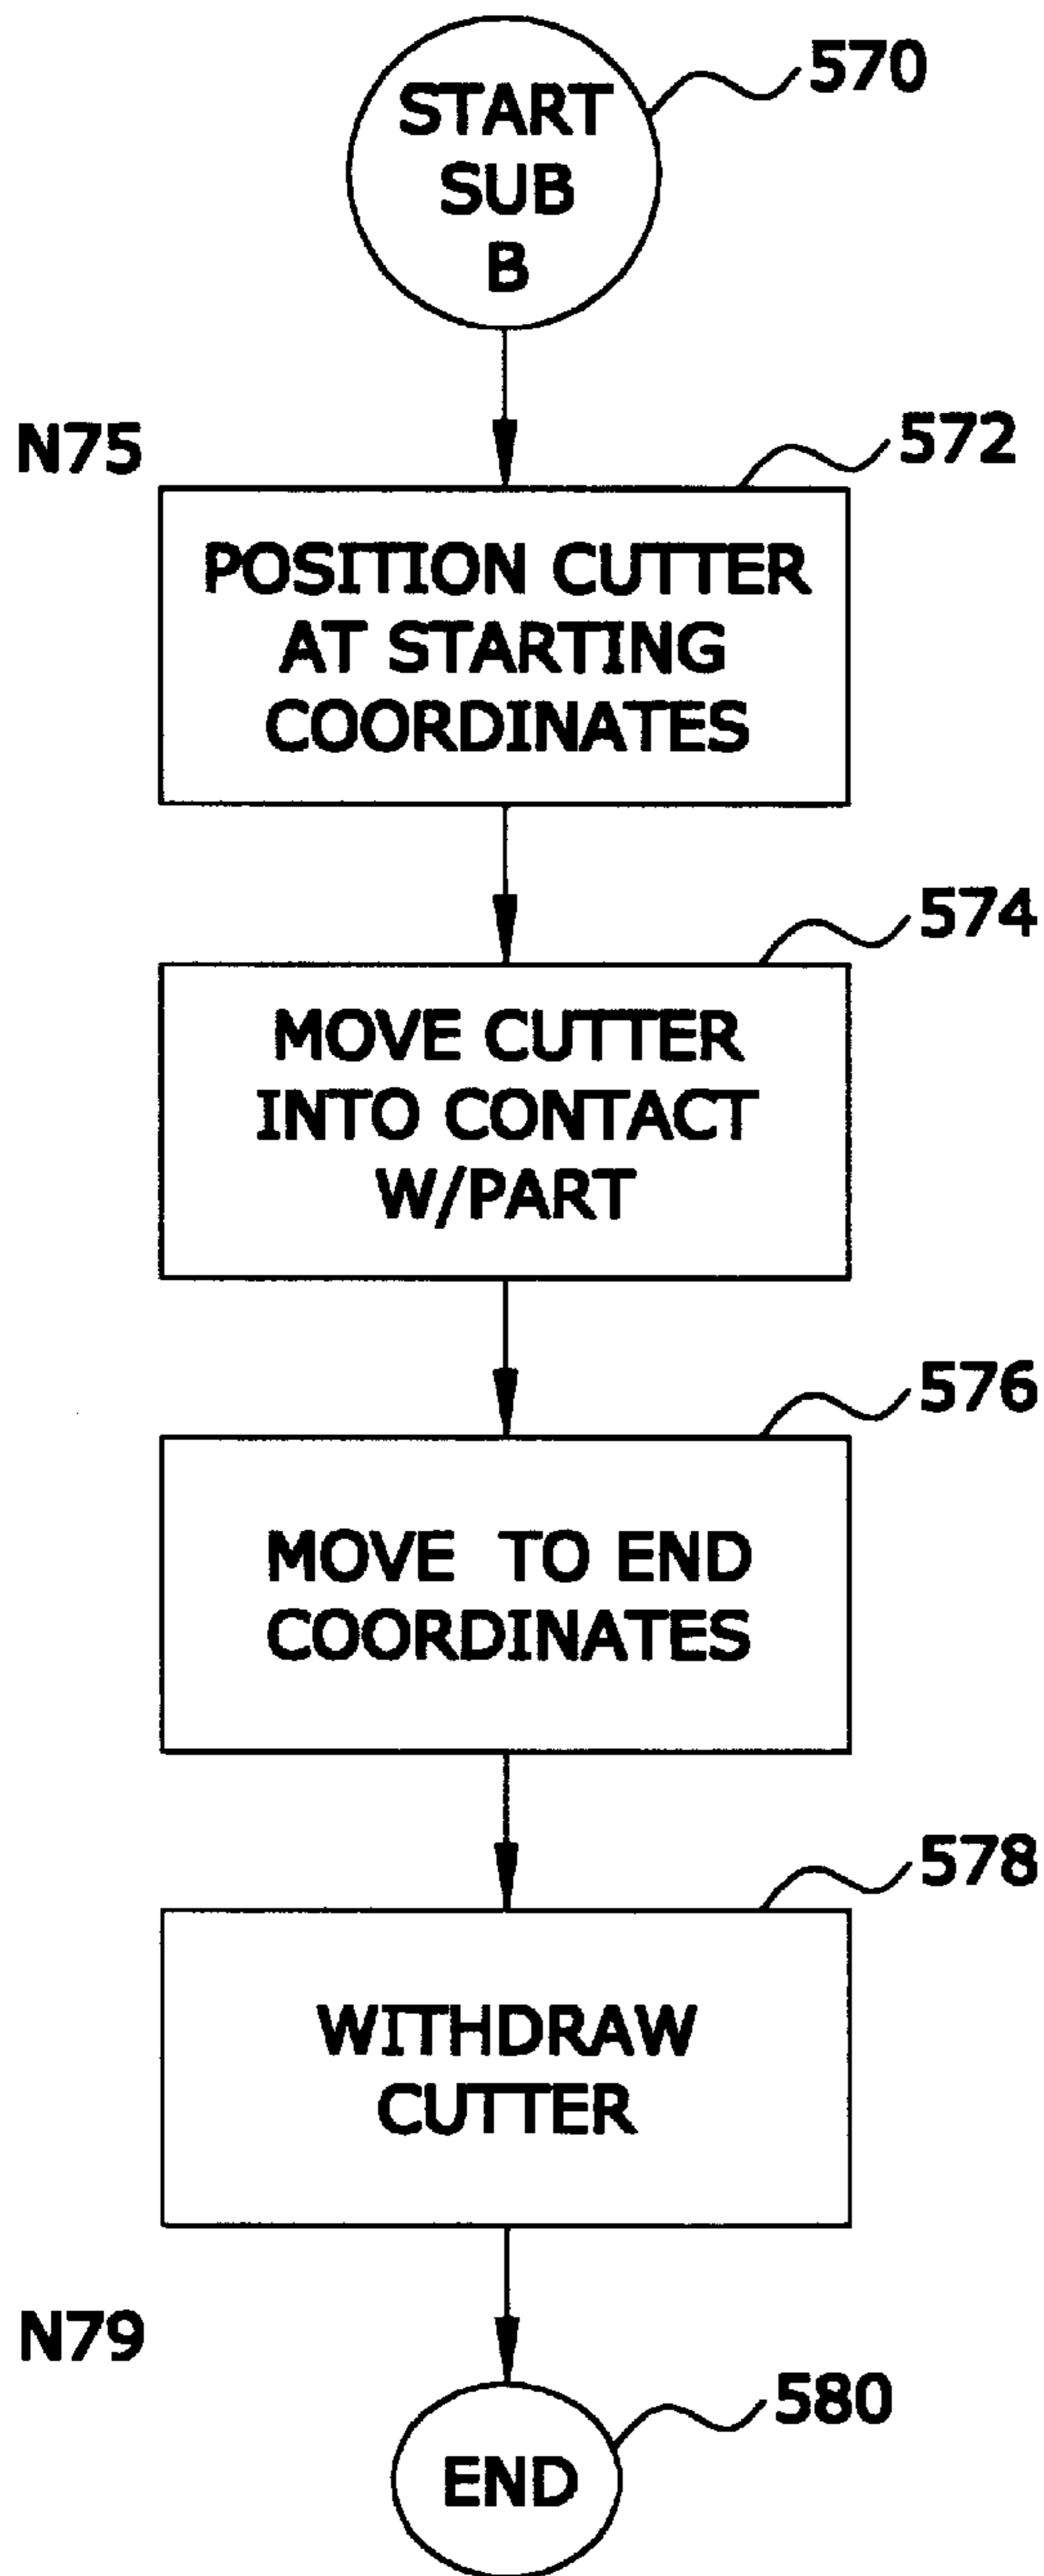 START
SUB
B
570
N75
572
POSITION CUTTER
AT STARTING
COORDINATES
574
MOVE CUTTER
INTO CONTACT
W/PART
576
MOVE TO END
COORDINATES
578
WITHDRAW
CUTTER
N79
580
END